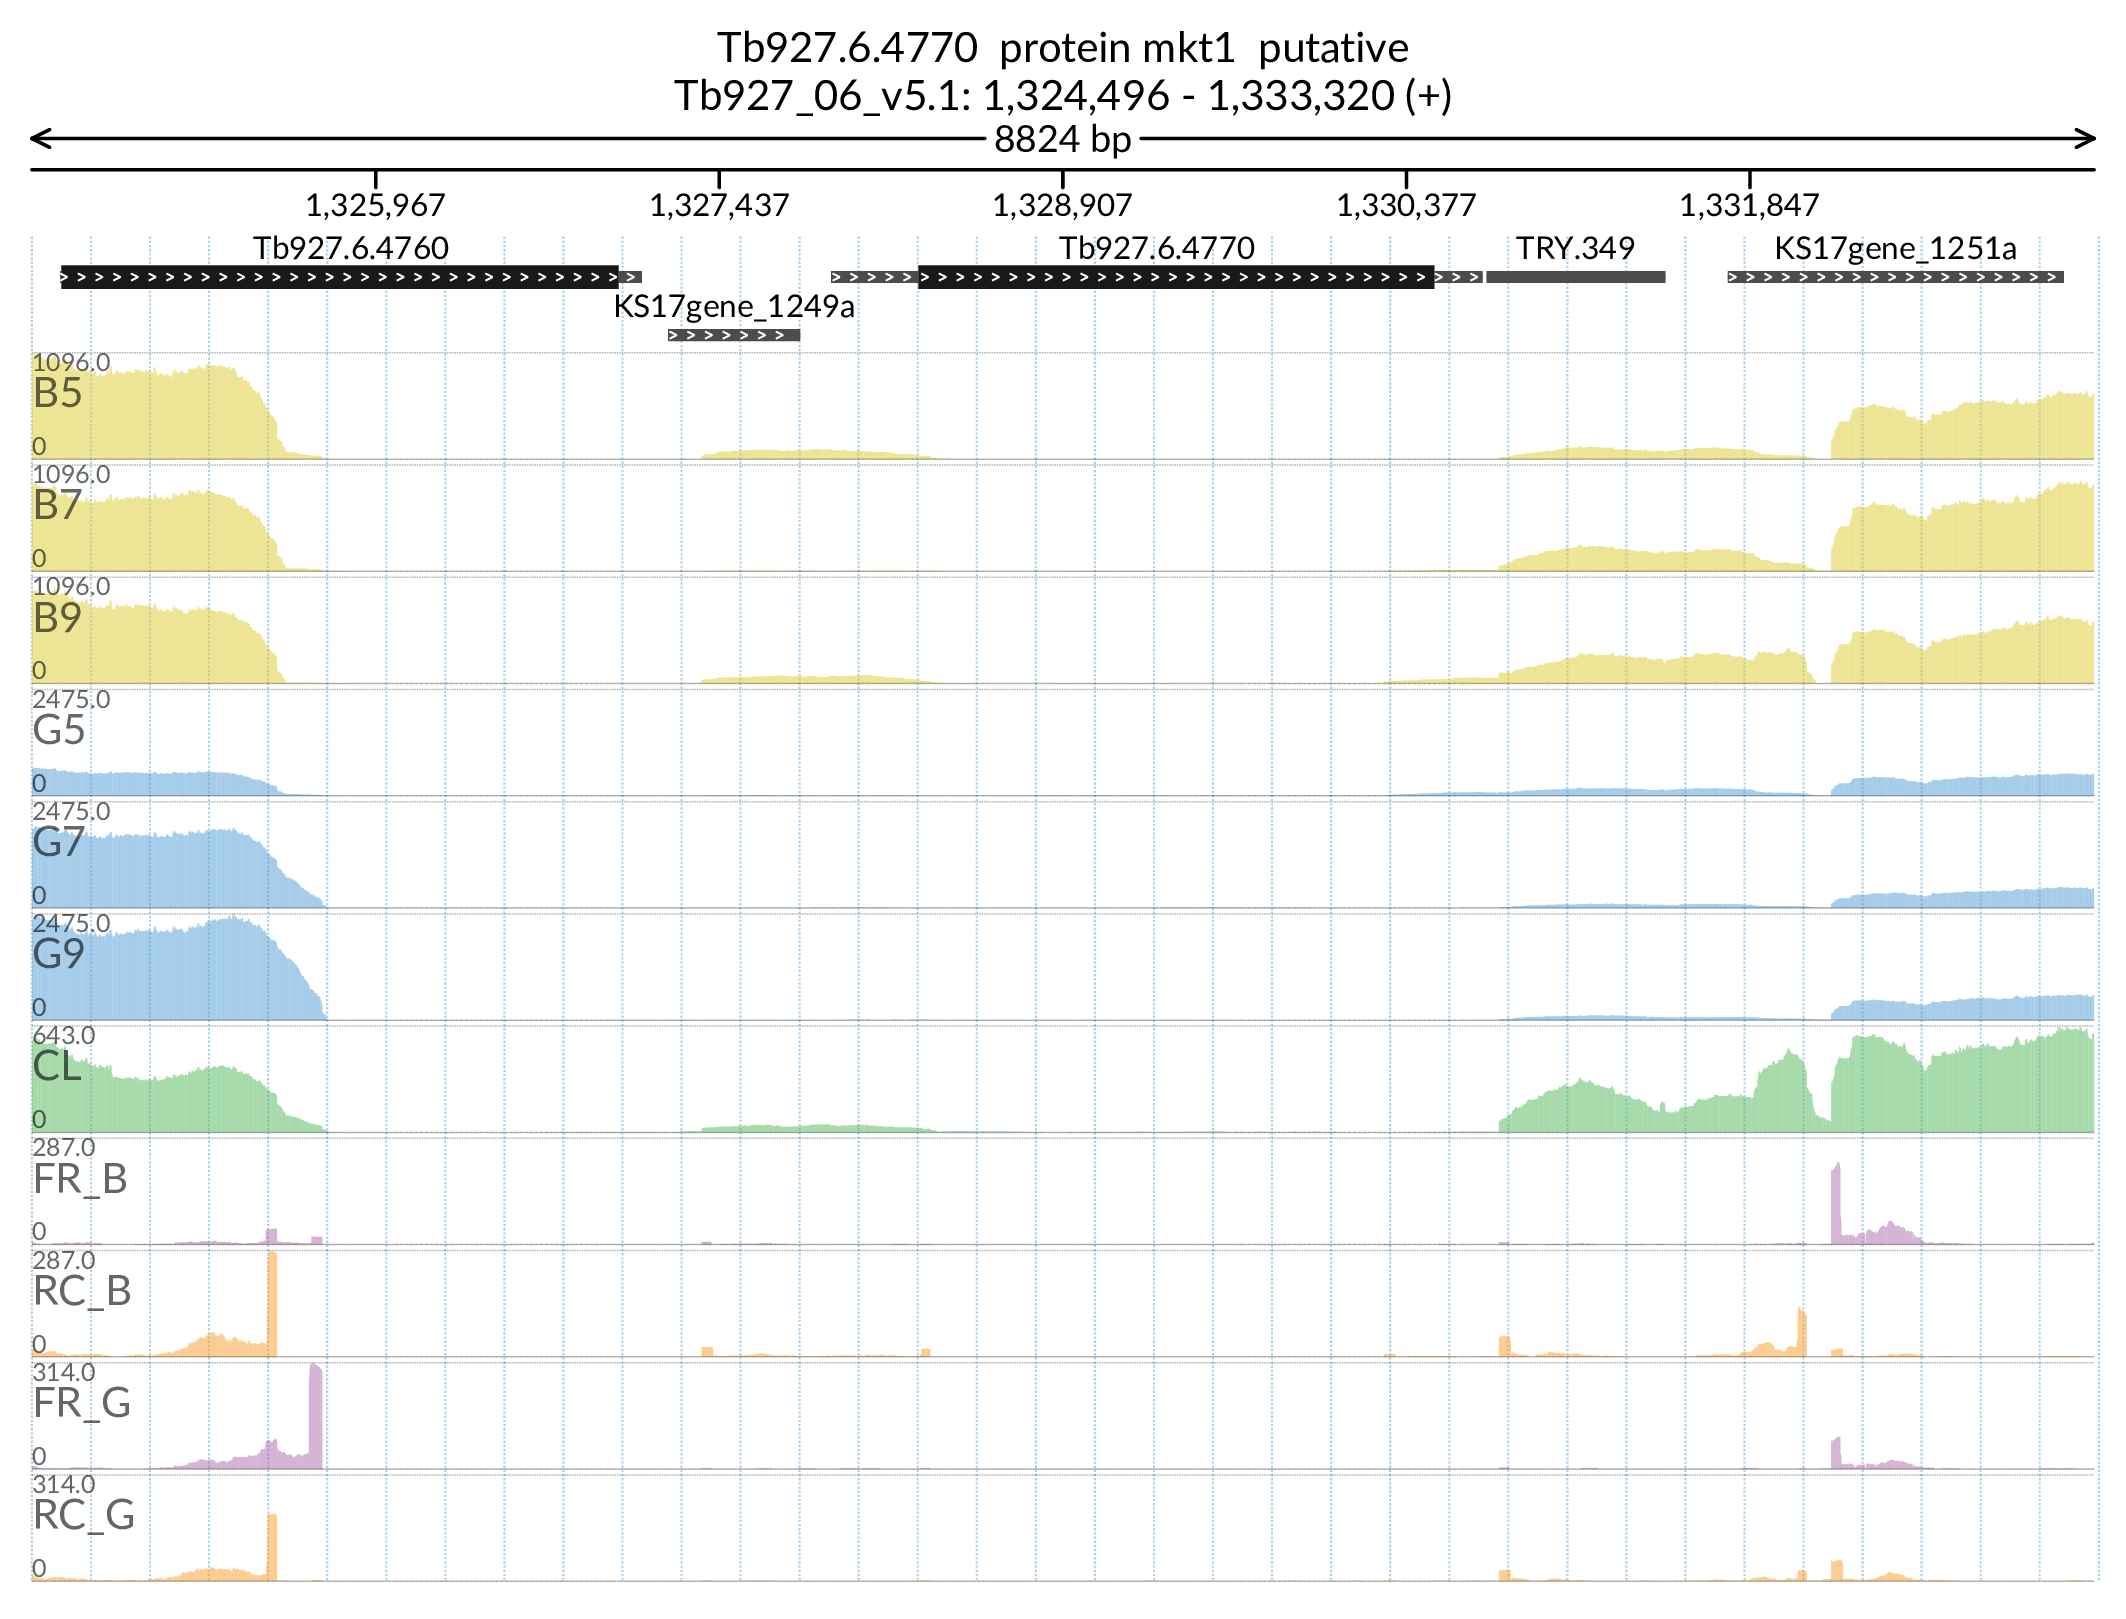 Tb927.6.4770  protein mkt1  putative
Tb927_06_v5.1: 1,324,496 - 1,333,320 (+)
8824 bp
1,325,967 1,327,437 1,328,907 1,330,377 1,331,847
Tb927.6.4760 Tb927.6.4770 TRY.349 KS17gene_1251a
KS17gene_1249a
1096.0
B5
0
1096.0
B7
0
1096.0
B9
0
2475.0
G5
0
2475.0
G7
0
2475.0
G9
0
643.0
CL
0
287.0
FR_B
0
287.0
RC_B
0
314.0
FR_G
0
314.0
RC_G
0